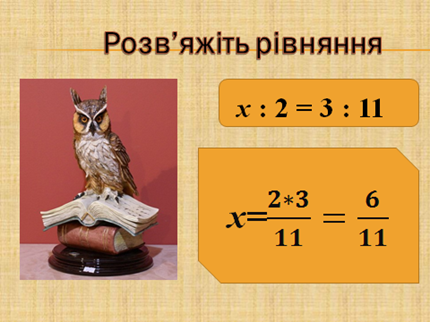 Розв’яжіть рівняння
x : 2 = 3 : 11
x=2*3/11 = 6/11